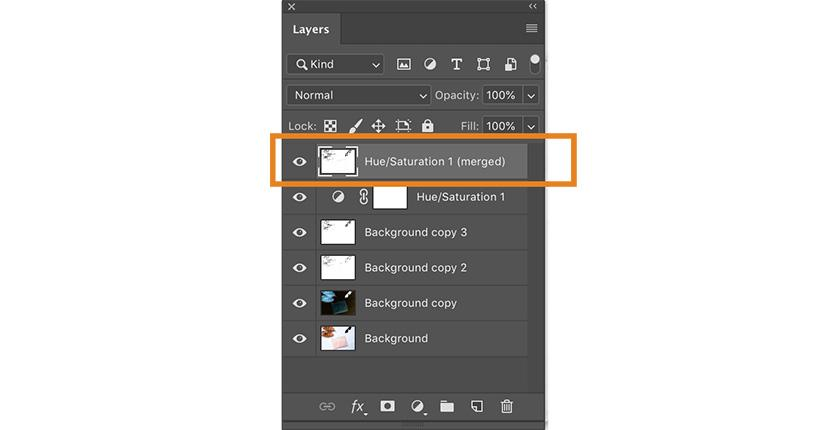 Layers
Kind
Normal Opacity: 100%
Lock: Fill: 100%
Hue/Saturation 1 (merged)
Hue/Saturation 1
Background copy 3
Background copy 2
Background copy
Background
fx